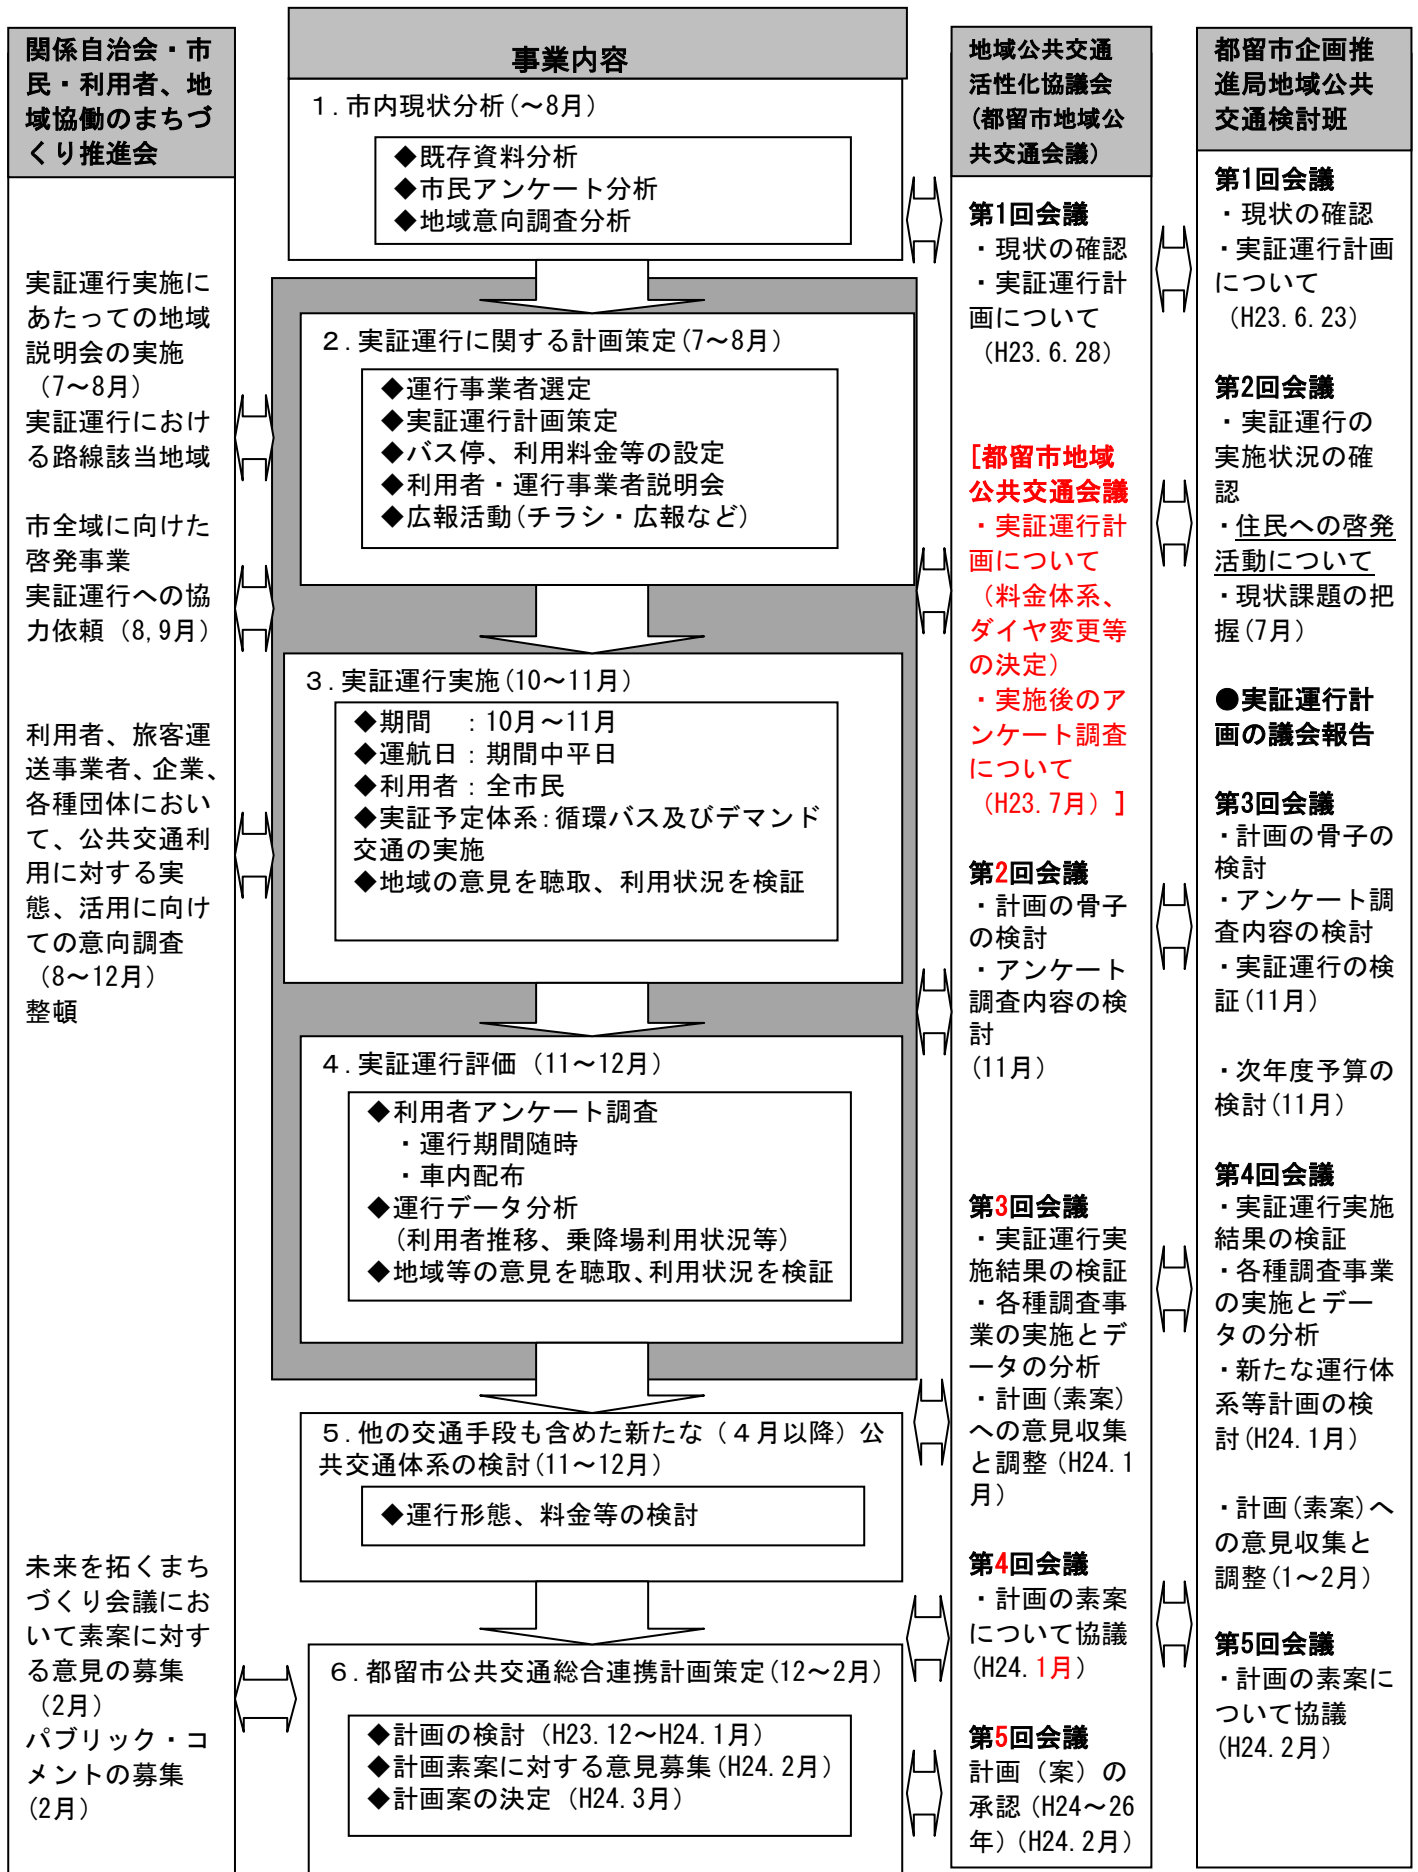 関係自治会・市
民・利用者、地
域協働のまちづ
くり推進会
実証運行実施に
あたっての地域
説明会の実施
(7～8月)
実証運行におけ
る路線該当地域
市全域に向けた
啓発事業
実証運行への協
力依頼 (8,9月)
利用者、旅客運
送事業者、企業、
各種団体におい
て、公共交通利
用に対する実
態、活用に向け
ての意向調査
(8～12月)
整頓
未来を拓くまち
づくり会議にお
いて素案に対す
る意見の募集
(2月)
パブリック・コ
メントの募集
(2月)
事業内容
１.市内現状分析(～8月)
◆既存資料分析
◆市民アンケート分析
◆地域意向調査分析
２.実証運行に関する計画策定(7～8月)
◆運行事業者選定
◆実証運行計画策定
◆バス停、利用料金等の設定
◆利用者・運行事業者説明会
◆広報活動(チラシ・広報など)
３.実証運行実施(10～11月)
◆期間　：10月～11月
◆運航日：期間中平日
◆利用者：全市民
◆実証予定体系:循環バス及びデマンド
交通の実施
◆地域の意見を聴取、利用状況を検証
４.実証運行評価 (11～12月)
◆利用者アンケート調査
・運行期間随時
・車内配布
◆運行データ分析
(利用者推移、乗降場利用状況等)
◆地域等の意見を聴取、利用状況を検証
５.他の交通手段も含めた新たな（４月以降）公
共交通体系の検討(11～12月)
◆運行形態、料金等の検討
６.都留市公共交通総合連携計画策定(12～2月)
◆計画の検討 (H23.12～H24.1月)
◆計画素案に対する意見募集(H24.2月)
◆計画案の決定 (H24.3月)
地域公共交通
活性化協議会
(都留市地域公
共交通会議)
第1回会議
・現状の確認
・実証運行計
画について
(H23.6.28)
[都留市地域
公共交通会議
・実証運行計
画について
（料金体系、
ダイヤ変更等
の決定）
・実施後のア
ンケート調査
について
(H23.7月) ]
第2回会議
・計画の骨子
の検討
・アンケート
調査内容の検
討
(11月)
第3回会議
・実証運行実
施結果の検証
・各種調査事
業の実施とデ
ータの分析
・計画(素案)
への意見収集
と調整(H24.1
月)
第4回会議
・計画の素案
について協議
(H24.1月)
第5回会議
計画（案）の
承認(H24～26
年)(H24.2月)
都留市企画推
進局地域公共
交通検討班
第1回会議
・現状の確認
・実証運行計画
について
(H23.6.23)
第2回会議
・実証運行の
実施状況の確
認
・住民への啓発
活動について
・現状課題の把
握(7月)
●実証運行計
画の議会報告
第3回会議
・計画の骨子の
検討
・アンケート調
査内容の検討
・実証運行の検
証(11月)
・次年度予算の
検討(11月)
第4回会議
・実証運行実施
結果の検証
・各種調査事業
の実施とデー
タの分析
・新たな運行体
系等計画の検
討(H24.1月)
・計画(素案)へ
の意見収集と
調整(1～2月)
第5回会議
・計画の素案に
ついて協議
(H24.2月)